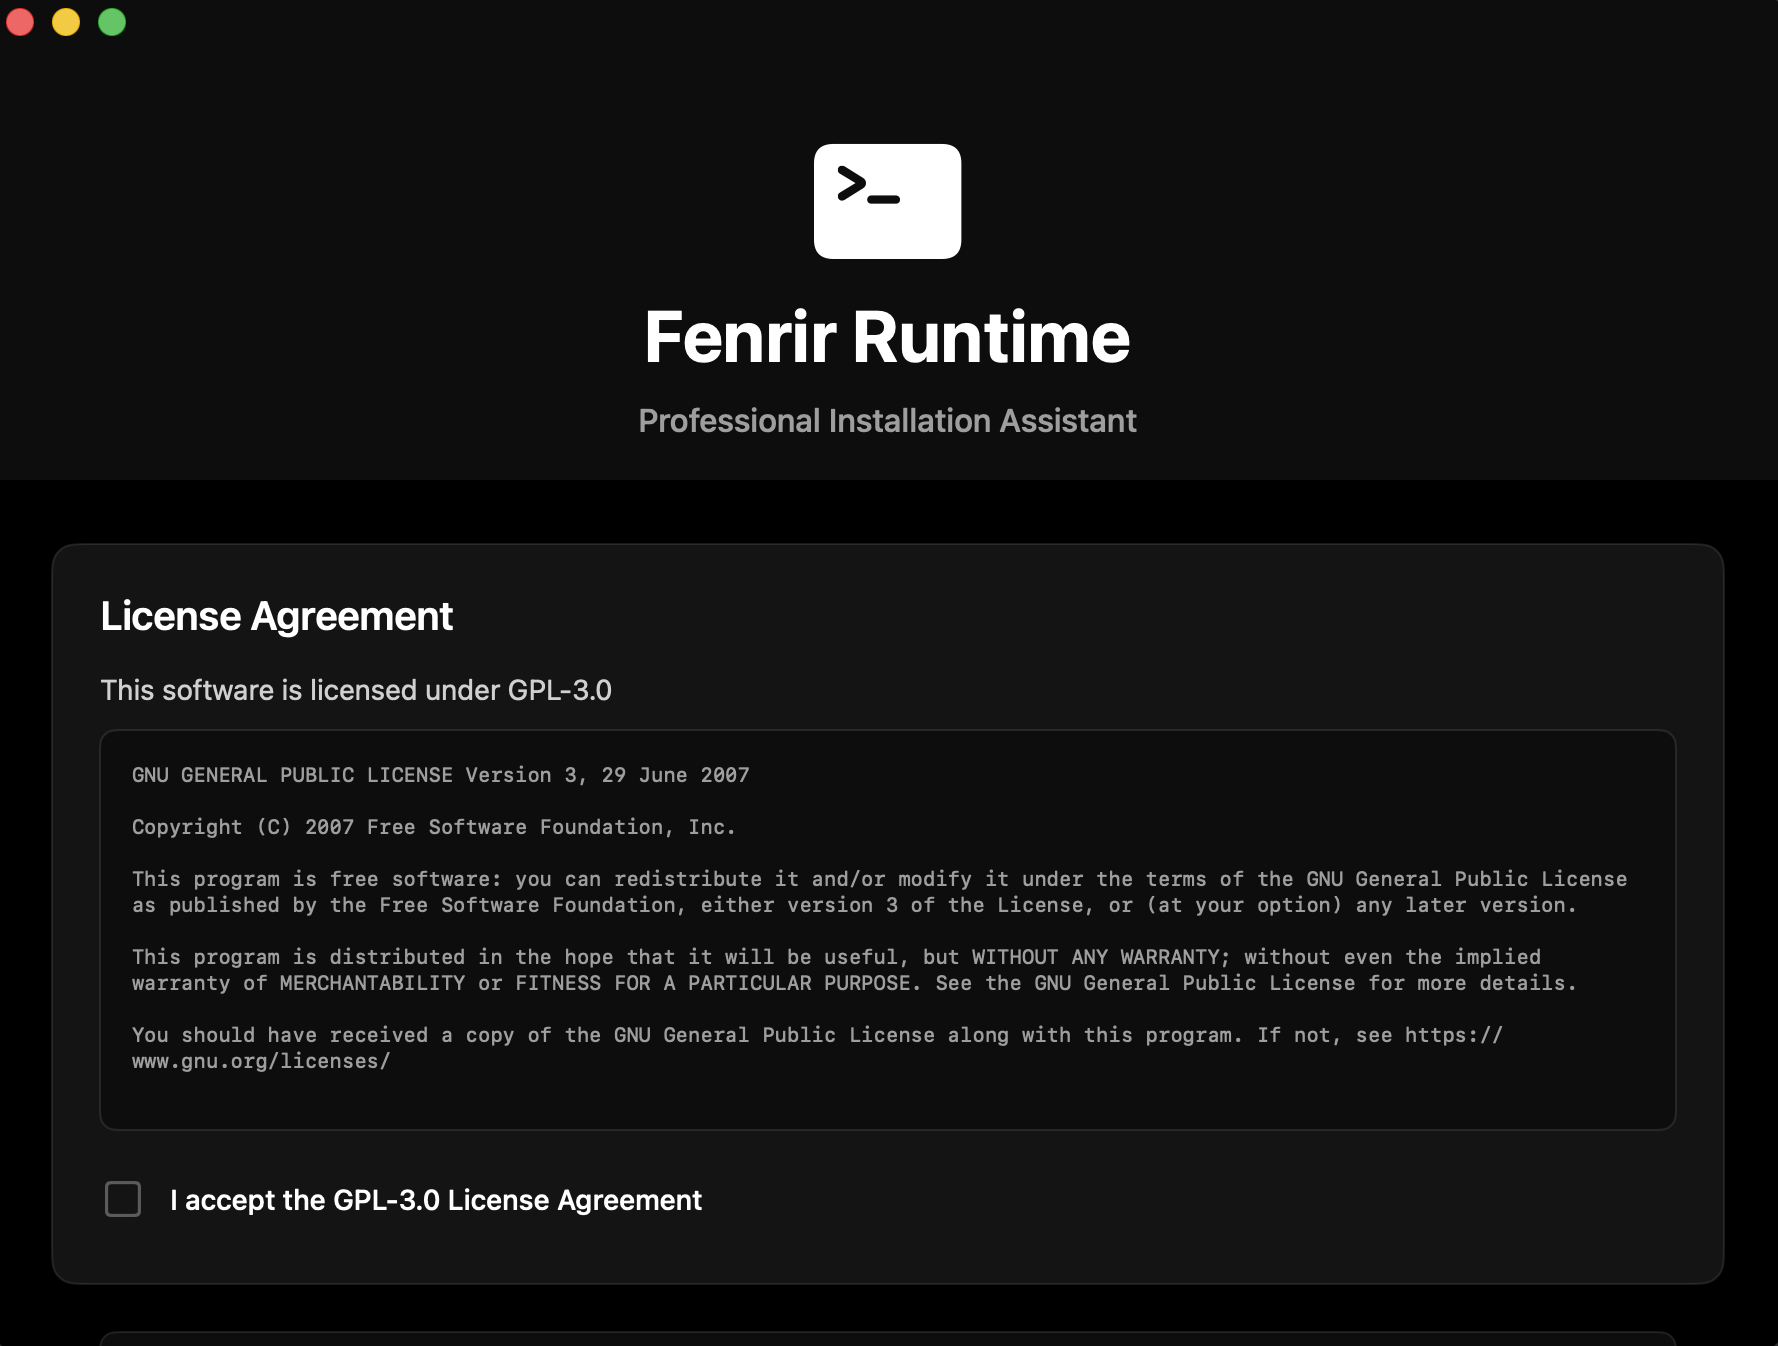 >_
Fenrir Runtime
Professional Installation Assistant
License Agreement
This software is licensed under GPL-3.0
GNU GENERAL PUBLIC LICENSE Version 3, 29 June 2007
Copyright (C) 2007 Free Software Foundation, Inc.
This program is free software: you can redistribute it and/or modify it under the terms of the GNU General Public License
as published by the Free Software Foundation, either version 3 of the License, or (at your option) any later version.
This program is distributed in the hope that it will be useful, but WITHOUT ANY WARRANTY; without even the implied
warranty of MERCHANTABILITY or FITNESS FOR A PARTICULAR PURPOSE. See the GNU General Public License for more details.
You should have received a copy of the GNU General Public License along with this program. If not, see https://
www.gnu.org/licenses/
I accept the GPL-3.0 License Agreement